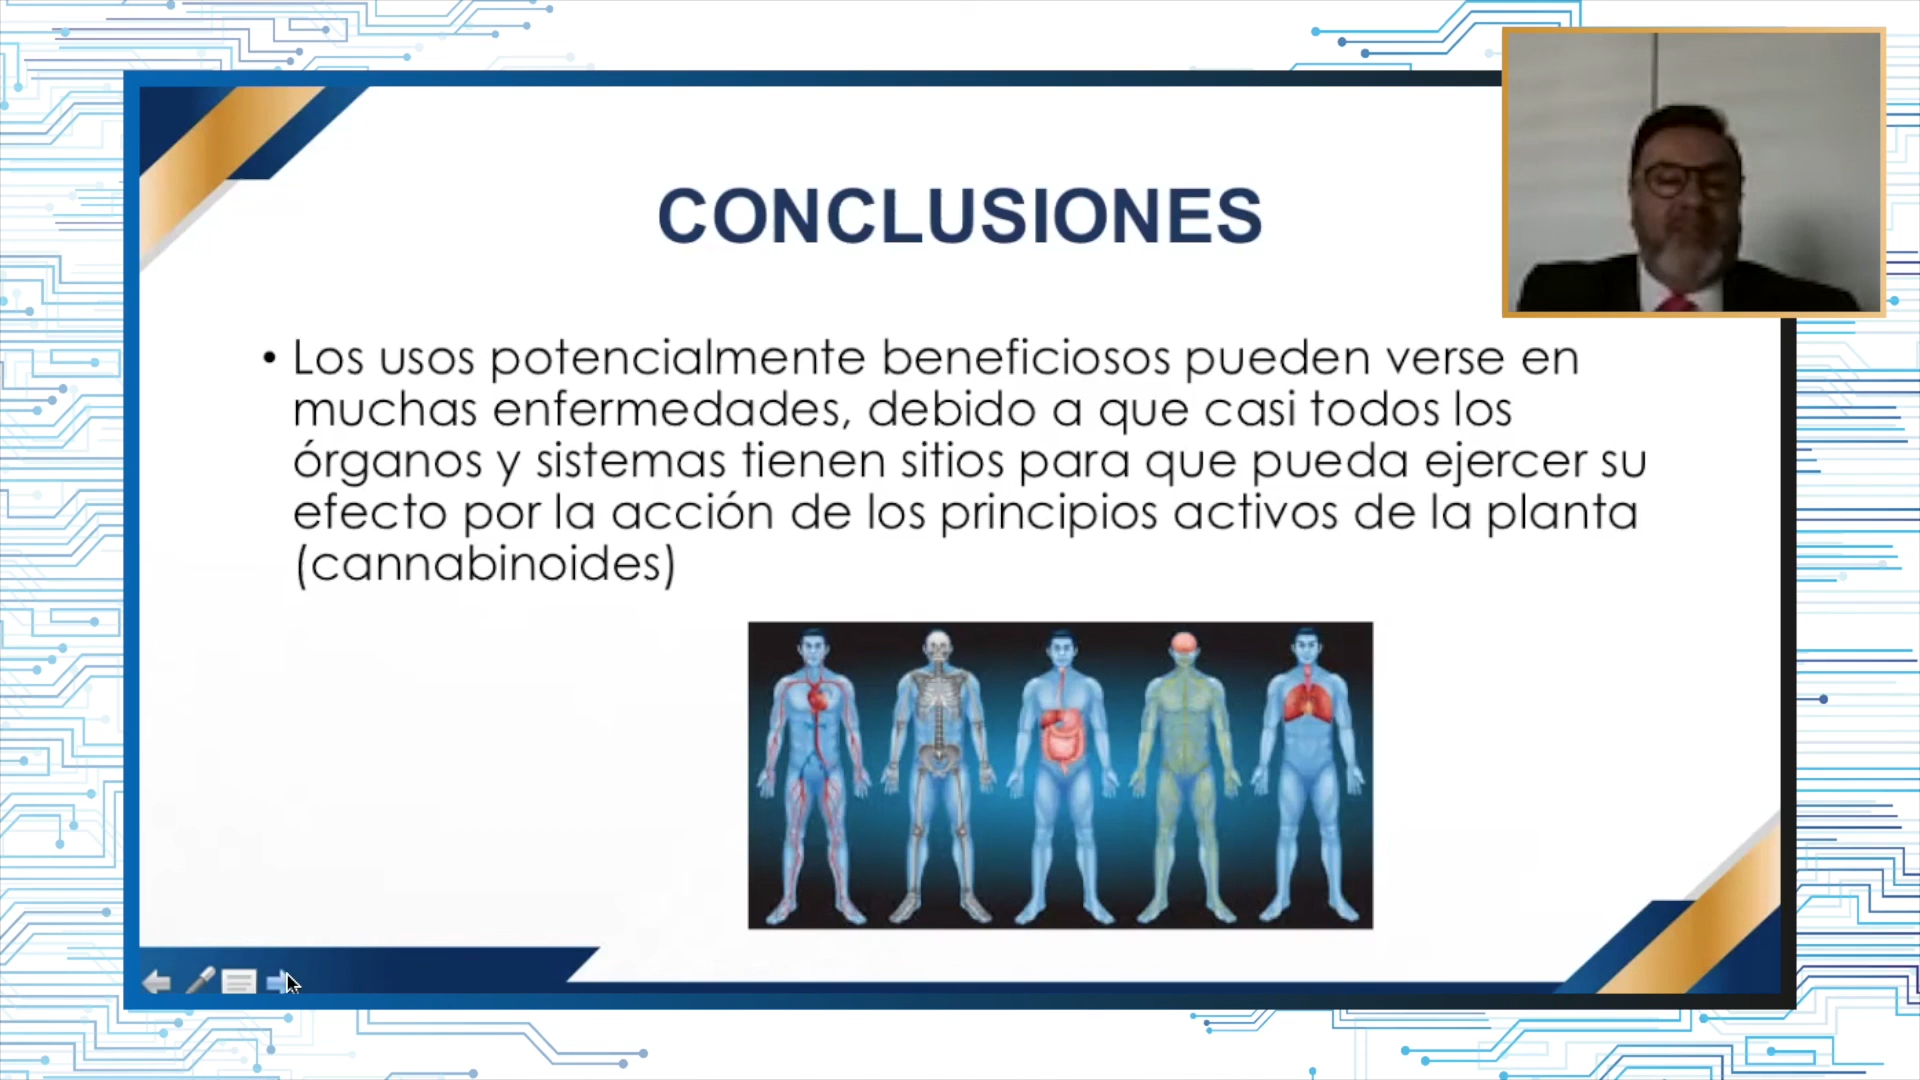 CONCLUSIONES
• Los usos potencialmente beneficiosos pueden verse en
muchas enfermedades, debido a que casi todos los
órganos y sistemas tienen sitios para que pueda ejercer su
efecto por la acción de los principios activos de la planta
(cannabinoides)